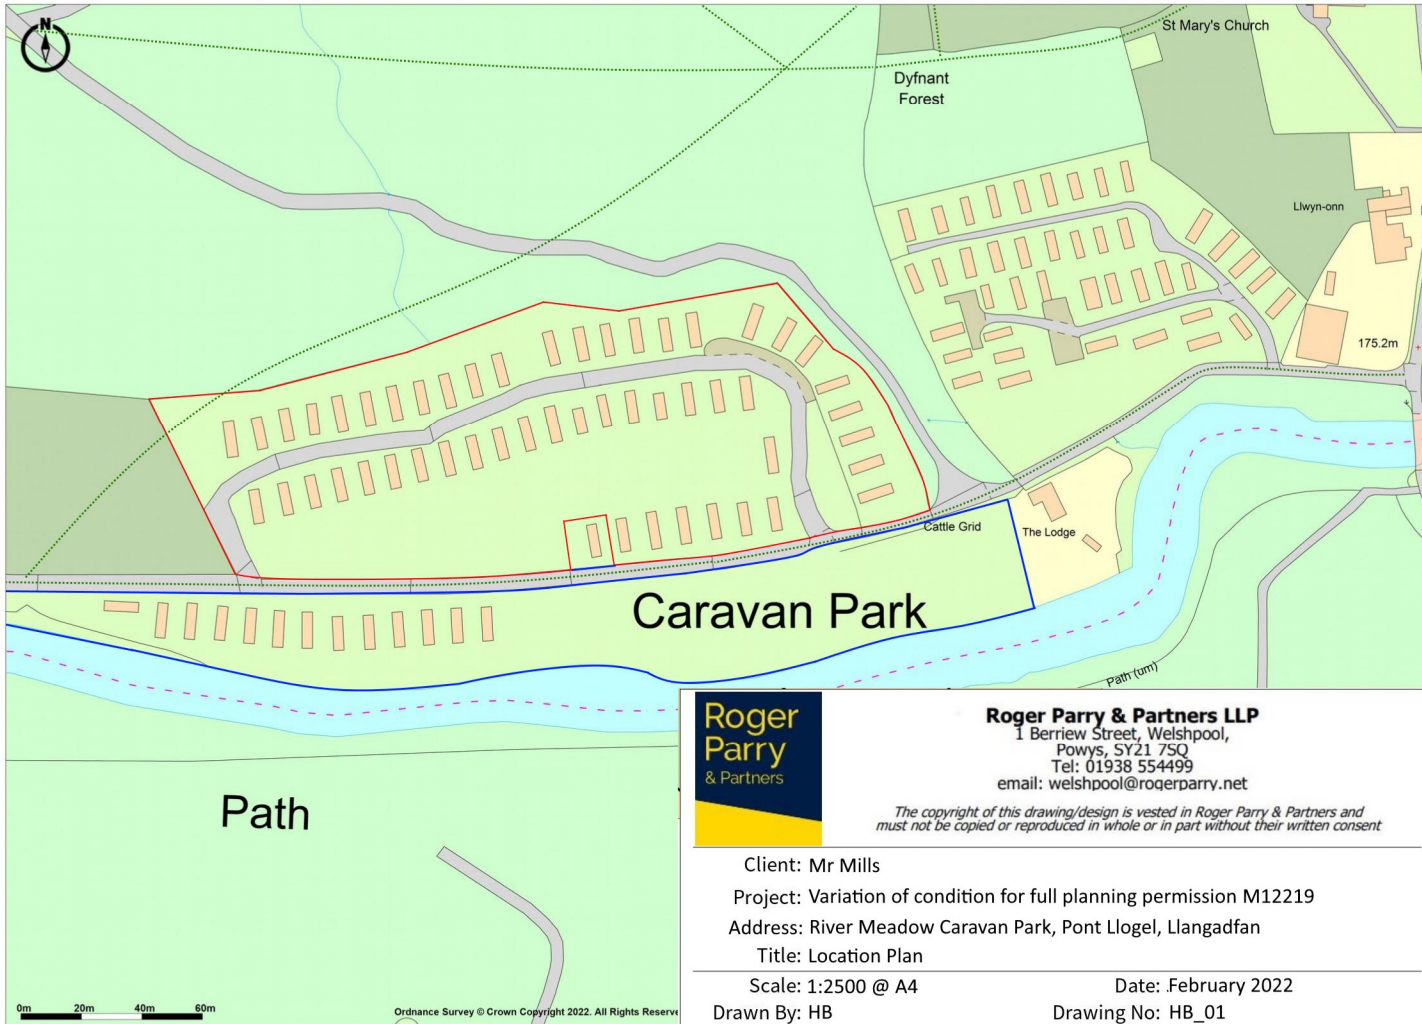 N
St Mary's Church
Dyfnant
Forest
Llwyn-onn
175.2m
Cattle Grid
The Lodge
Caravan Park
Path (um)
Path
0m 20m 40m 60m
Ordnance Survey © Crown Copyright 2022. All Rights Reserve
Roger
Parry
& Partners
Roger Parry & Partners LLP
1 Berriew Street, Welshpool,
Powys, SY21 7SQ
Tel: 01938 554499
email: welshpool@rogerparry.net
The copyright of this drawing/design is vested in Roger Parry & Partners and
must not be copied or reproduced in whole or in part without their written consent
Client: Mr Mills
Project: Variation of condition for full planning permission M12219
Address: River Meadow Caravan Park, Pont Llogel, Llangadfan
Title: Location Plan
Scale: 1:2500 @ A4 Date: .February 2022
Drawn By: HB Drawing No: HB_01